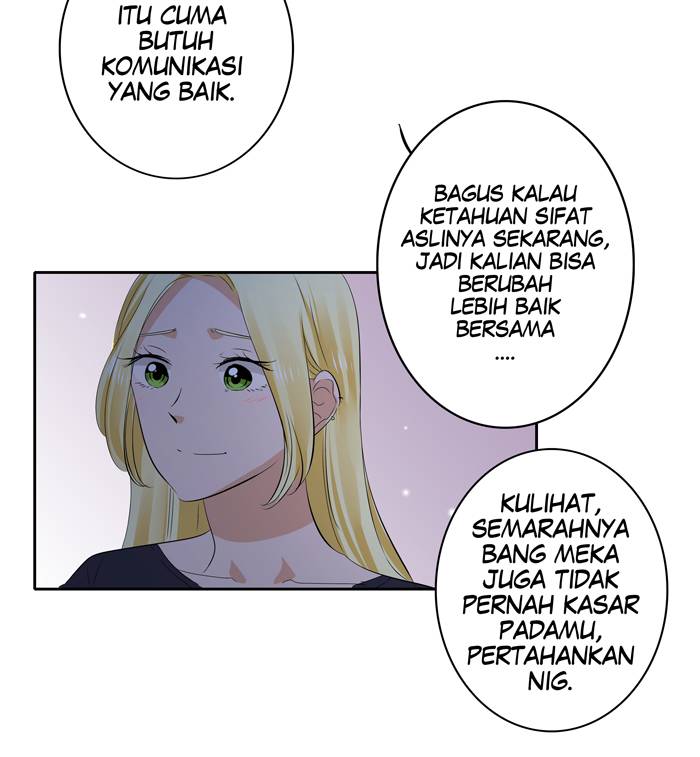 ITU CUMA
BUTUH
KOMUNIKASI
YANG BAIK.
BAGUS KALAU
KETAHUAN SIFAT
ASLINYA SEKARANG,
JADI KALIAN BISA
BERUBAH
LEBIH BAIK
BERSAMA
....
KULIHAT,
SEMARAHNYA
BANG MEKA
JUGA TIDAK
PERNAH KASAR
PADAMU,
PERTAHANKAN
NIG.